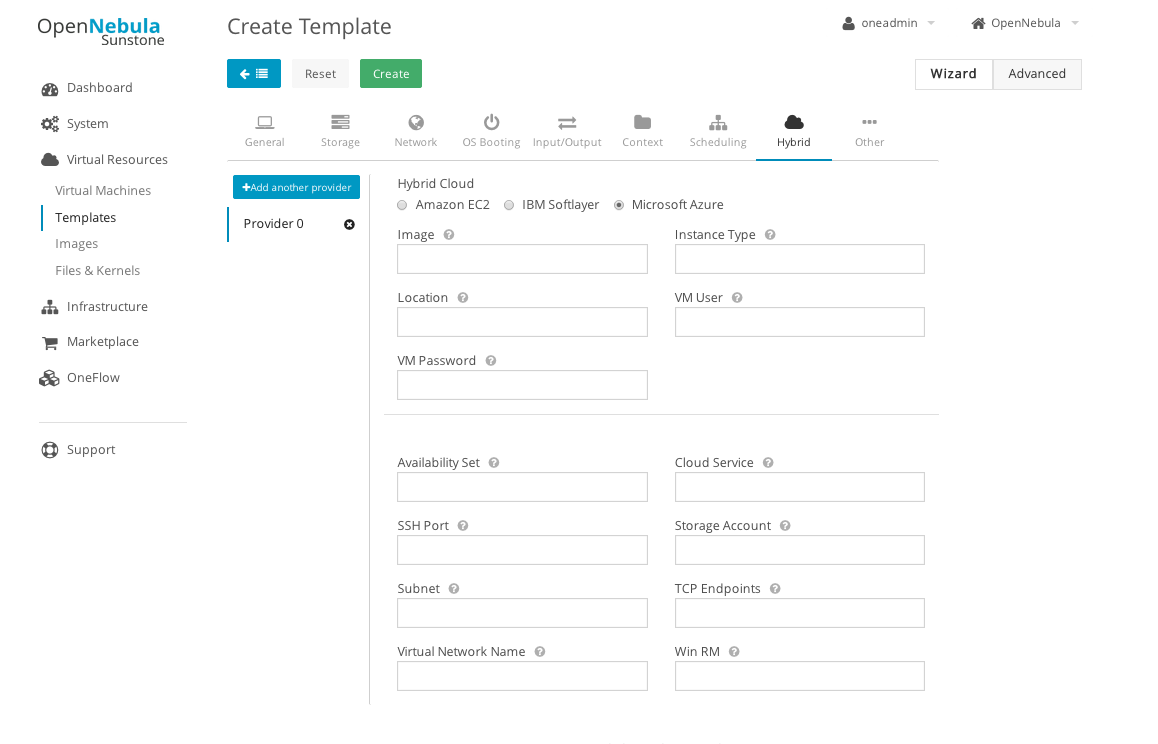 OpenNebula
Sunstone
Create Template
oneadmin
OpenNebula
Reset
Create
Wizard
Advanced
Dashboard
System
Virtual Resources
Virtual Machines
Templates
Images
Files & Kernels
Infrastructure
Marketplace
OneFlow
Support
General
Storage
Network
OS Booting
Input/Output
Context
Scheduling
Hybrid
Other
+Add another provider
Provider 0
Hybrid Cloud
Amazon EC2
IBM Softlayer
Microsoft Azure
Image
Instance Type
Location
VM User
VM Password
Availability Set
Cloud Service
SSH Port
Storage Account
Subnet
TCP Endpoints
Virtual Network Name
Win RM